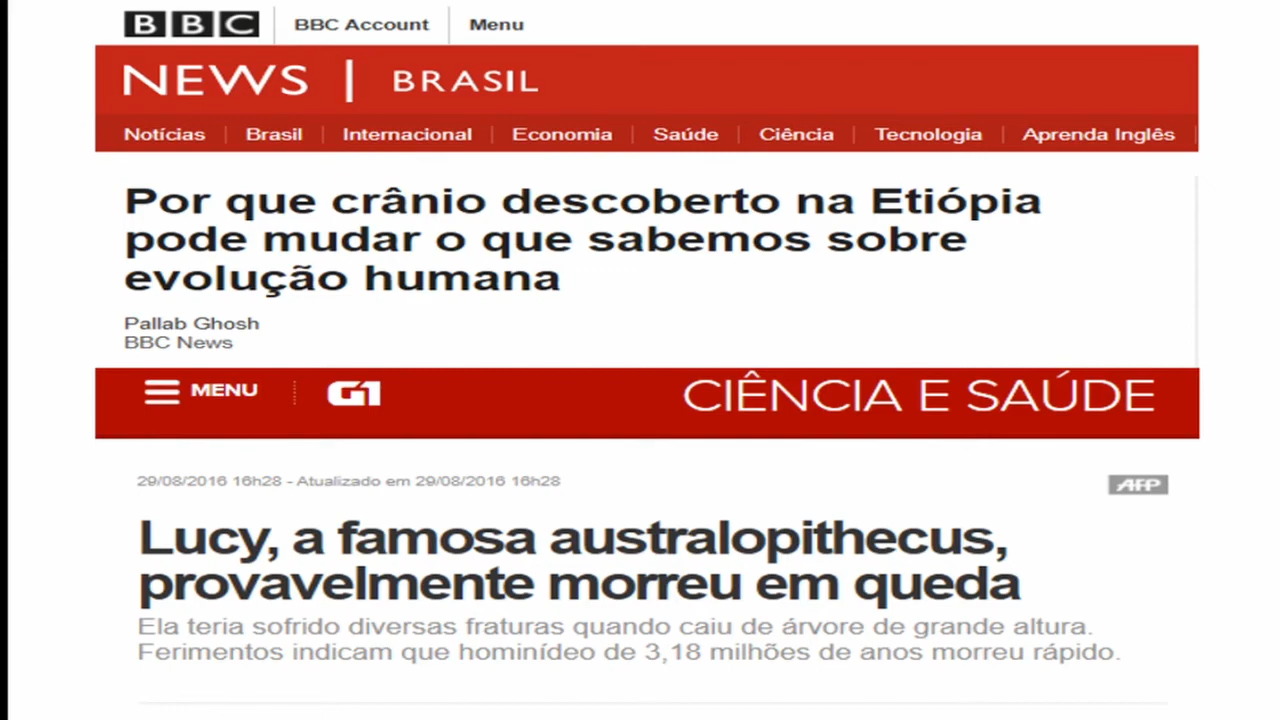 BBC BBC Account Menu
NEWS | BRASIL
Notícias Brasil Internacional Economia Saúde Ciência Tecnologia Aprenda Inglês
Por que crânio descoberto na Etiópia
pode mudar o que sabemos sobre
evolução humana
Pallab Ghosh
BBC News
MENU G1 CIÊNCIA E SAÚDE
29/08/2016 16h28 - Atualizado em 29/08/2016 16h28
AFP
Lucy, a famosa australopithecus,
provavelmente morreu em queda
Ela teria sofrido diversas fraturas quando caiu de árvore de grande altura.
Ferimentos indicam que hominídeo de 3,18 milhões de anos morreu rápido.